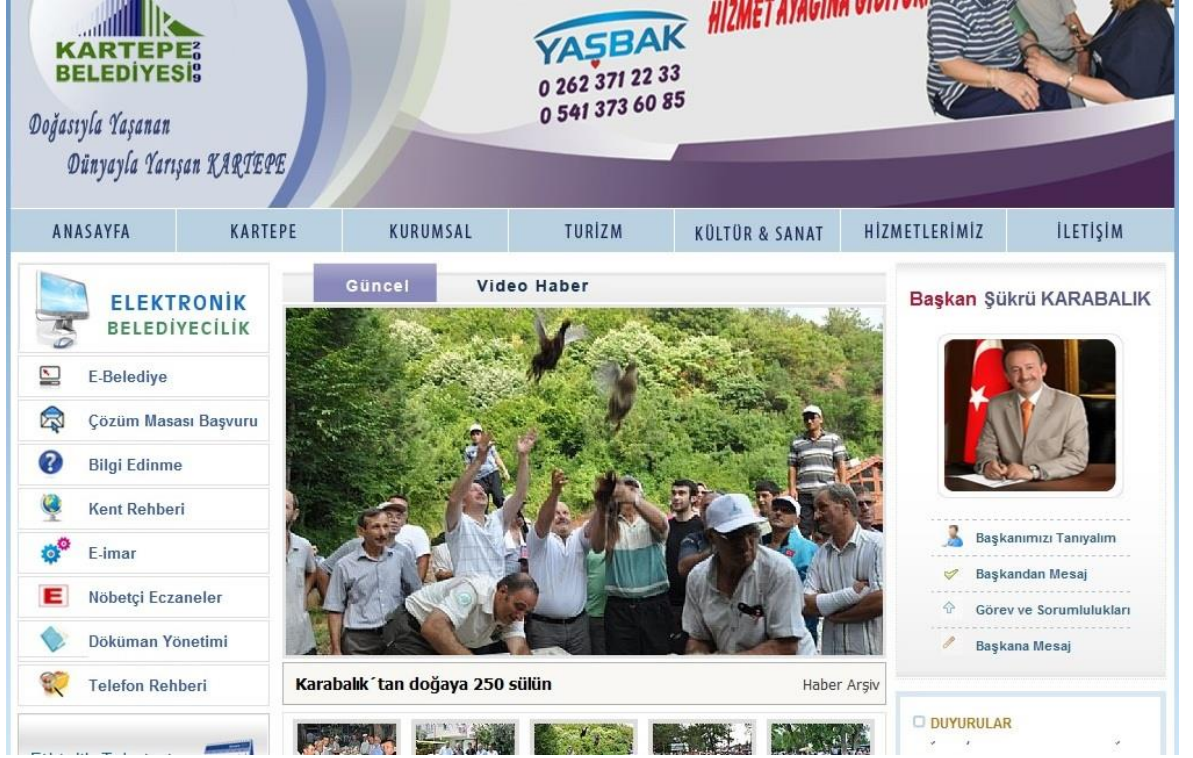 HİZMET AYAĞINA
KARTEPE 2009
BELEDİYESİ
YAŞBAK
0 262 371 22 33
0 541 373 60 85
Doğasıyla Yaşanan
Dünyayla Yarışan KARTEPE
ANASAYFA KARTEPE KURUMSAL TURİZM KÜLTÜR & SANAT HİZMETLERİMİZ İLETİŞİM
ELEKTRONİK
BELEDİYECİLİK
E-Belediye
Çözüm Masası Başvuru
Bilgi Edinme
Kent Rehberi
E-imar
Nöbetçi Eczaneler
Döküman Yönetimi
Telefon Rehberi
Güncel Video Haber
Karabalık´tan doğaya 250 sülün
Haber Arşiv
Başkan Şükrü KARABALIK
Başkanımızı Tanıyalım
Başkandan Mesaj
Görev ve Sorumlulukları
Başkana Mesaj
DUYURULAR